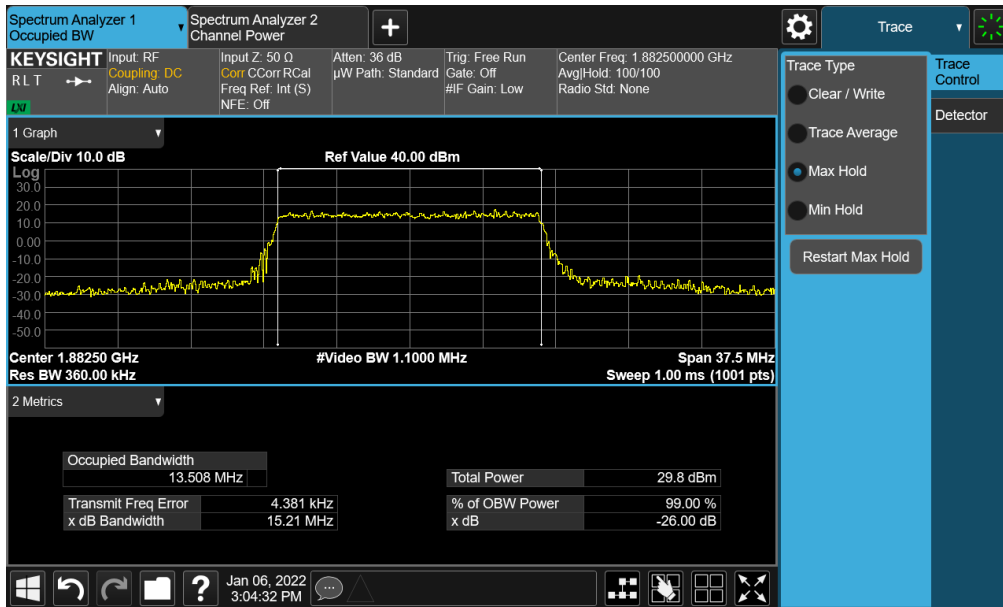 Spectrum Analyzer 1
Occupied BW
Spectrum Analyzer 2
Channel Power
+
Trace
KEYSIGHT
R L T
LXI
Input: RF
Coupling: DC
Align: Auto
Input Z: 50 Ω
Corr CCorr RCal
Freq Ref: Int (S)
NFE: Off
Atten: 36 dB
µW Path: Standard
Trig: Free Run
Gate: Off
#IF Gain: Low
Center Freq: 1.882500000 GHz
Avg|Hold: 100/100
Radio Std: None
Trace Type
Clear / Write
Trace Average
Max Hold
Min Hold
Restart Max Hold
Trace
Control
Detector
1 Graph
Scale/Div 10.0 dB
Ref Value 40.00 dBm
Log
30.0
20.0
10.0
0.00
-10.0
-20.0
-30.0
-40.0
-50.0
Center 1.88250 GHz
#Video BW 1.1000 MHz
Span 37.5 MHz
Res BW 360.00 kHz
Sweep 1.00 ms (1001 pts)
2 Metrics
Occupied Bandwidth
13.508 MHz
Total Power 29.8 dBm
Transmit Freq Error 4.381 kHz
% of OBW Power 99.00 %
x dB Bandwidth 15.21 MHz
x dB -26.00 dB
?
Jan 06, 2022
3:04:32 PM